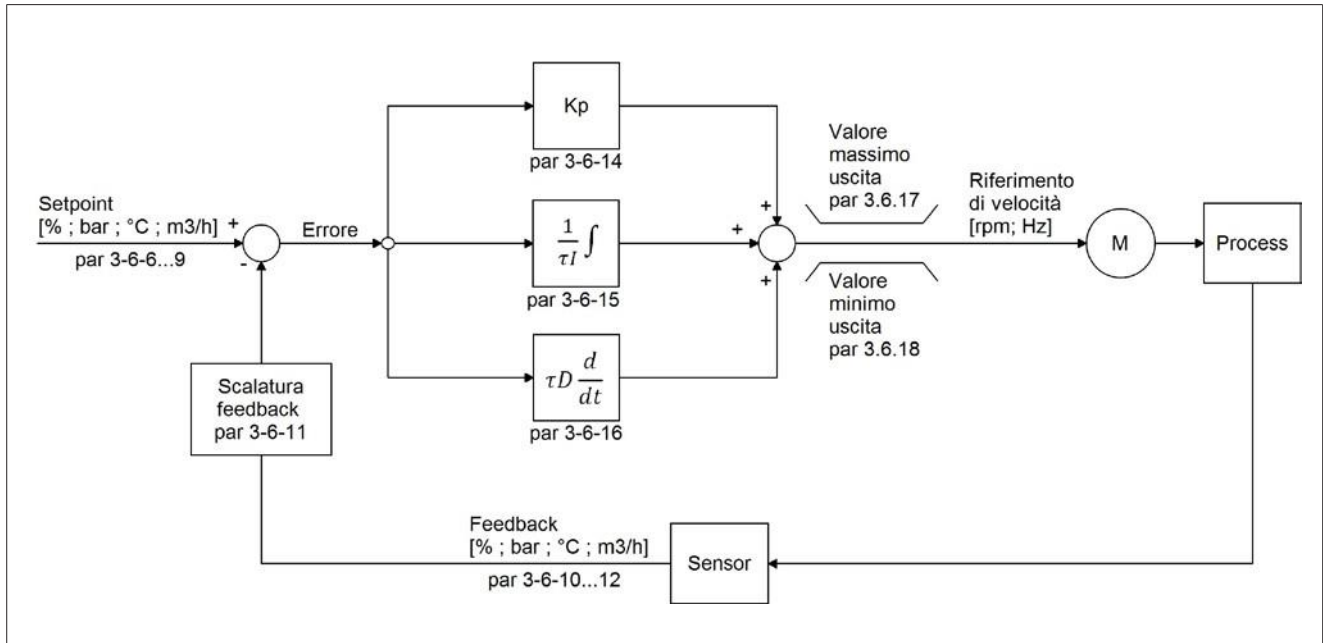 Kp
par 3-6-14
Setpoint
[% ; bar ; °C ; m3/h]
par 3-6-6...9
+
-
Errore
1
τI
∫
par 3-6-15
τD
d
dt
par 3-6-16
+
+
+
Valore
massimo
uscita
par 3.6.17
Valore
minimo
uscita
par 3.6.18
Riferimento
di velocità
[rpm; Hz]
M
Process
Scalatura
feedback
par 3-6-11
Feedback
[% ; bar ; °C ; m3/h]
par 3-6-10...12
Sensor